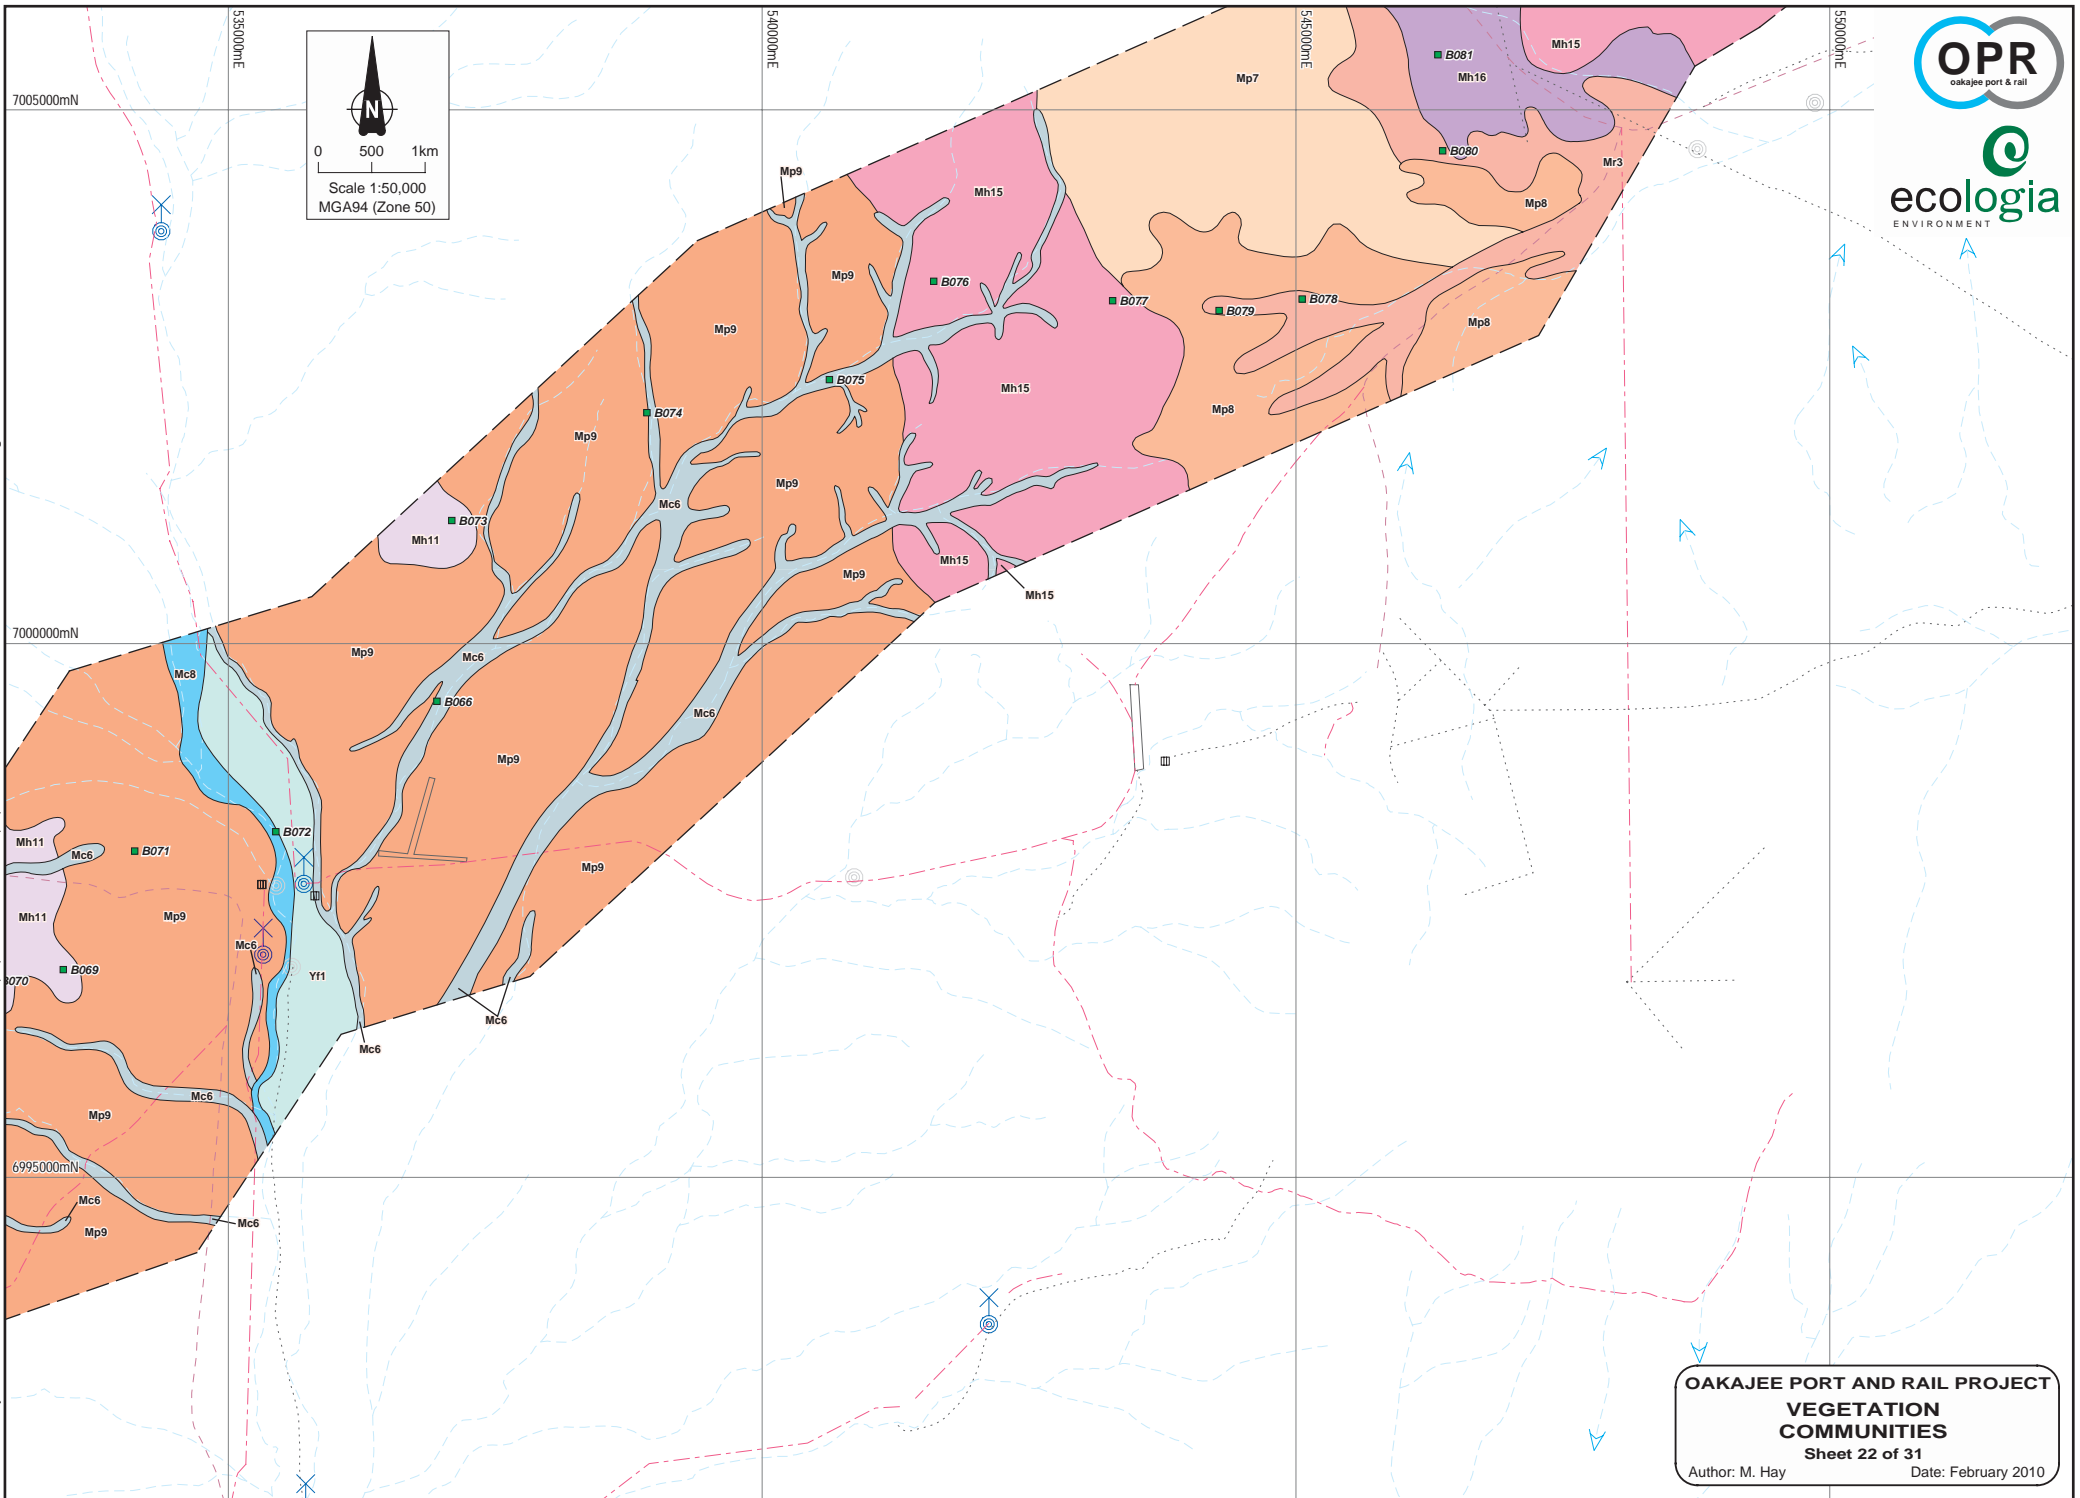 535000mE
540000mE
545000mE
550000mE
7005000mN
7000000mN
6995000mN
N
0 500 1km
Scale 1:50,000
MGA94 (Zone 50)
OPR
oakajee port & rail
ecologia
ENVIRONMENT
B081
Mh15
Mh16
Mp7
B080
Mr3
Mp8
Mp9
Mh15
Mp9
B076
B077
B078
B079
Mp9
Mp8
B075
Mh15
B074
Mp8
Mp9
Mp9
Mc6
B073
Mh11
Mh15
Mp9
Mh15
Mp9
Mc6
Mc8
B066
Mc6
Mp9
B072
Mh11
Mc6
B071
Mp9
Mh11
Mp9
Mc6
B069
Yf1
Mc6
Mc6
Mc6
Mp9
Mc6
Mc6
Mp9
OAKAJEE PORT AND RAIL PROJECT
VEGETATION
COMMUNITIES
Sheet 22 of 31
Author: M. Hay Date: February 2010